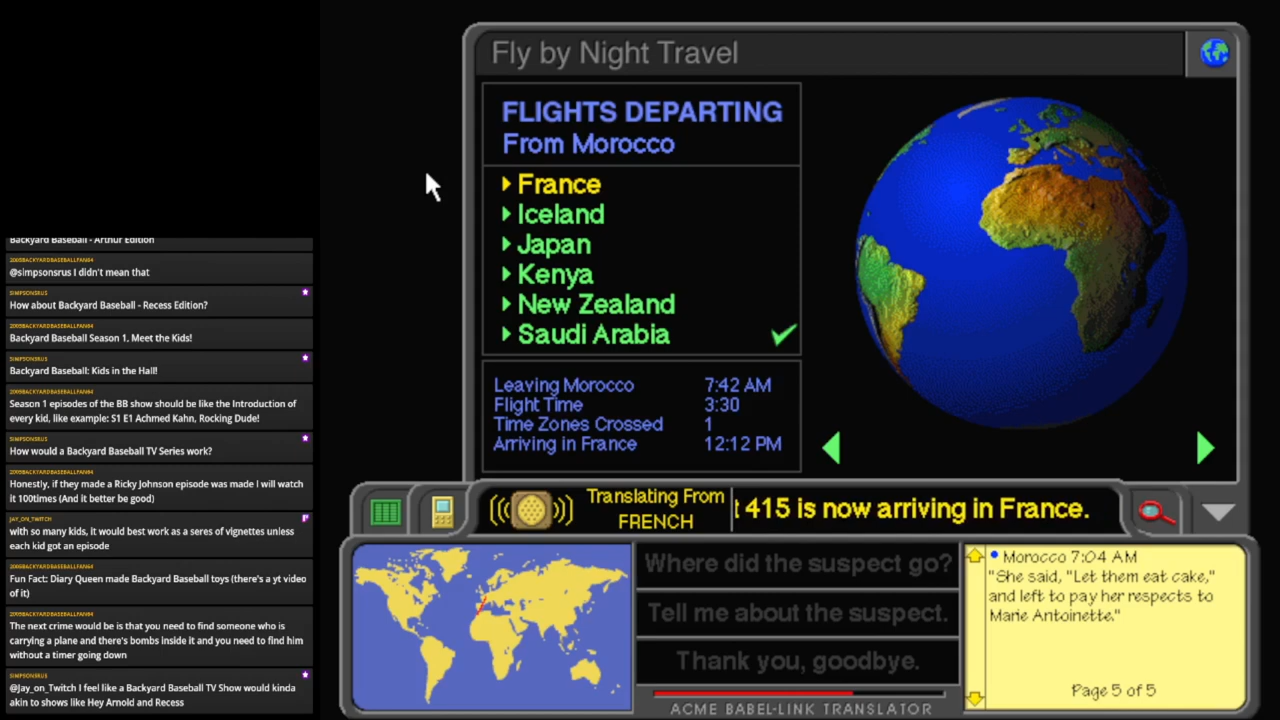 Backyard Baseball - Arthur Edition
2005BACKYARDBASEBALLFAN64
@simpsonsrus I didn't mean that
SIMPSONSRUS
How about Backyard Baseball - Recess Edition?
2005BACKYARDBASEBALLFAN64
Backyard Baseball Season 1, Meet the Kids!
SIMPSONSRUS
Backyard Baseball: Kids in the Hall!
2005BACKYARDBASEBALLFAN64
Season 1 episodes of the BB show should be like the Introduction of
every kid, like example: S1 E1 Achmed Kahn, Rocking Dude!
SIMPSONSRUS
How would a Backyard Baseball TV Series work?
2005BACKYARDBASEBALLFAN64
Honestly, if they made a Ricky Johnson episode was made I will watch
it 100times (And it better be good)
JAY_ON_TWITCH
with so many kids, it would best work as a seres of vignettes unless
each kid got an episode
2005BACKYARDBASEBALLFAN64
Fun Fact: Diary Queen made Backyard Baseball toys (there's a yt video
of it)
2005BACKYARDBASEBALLFAN64
The next crime would be is that you need to find someone who is
carrying a plane and there's bombs inside it and you need to find him
without a timer going down
SIMPSONSRUS
@Jay_on_Twitch I feel like a Backyard Baseball TV Show would kinda
akin to shows like Hey Arnold and Recess
Fly by Night Travel
FLIGHTS DEPARTING
From Morocco
France
Iceland
Japan
Kenya
New Zealand
Saudi Arabia
Leaving Morocco 7:42 AM
Flight Time 3:30
Time Zones Crossed 1
Arriving in France 12:12 PM
Translating From
FRENCH
t 415 is now arriving in France.
Where did the suspect go?
Tell me about the suspect.
Thank you, goodbye.
ACME BABEL-LINK TRANSLATOR
Morocco 7:04 AM
"She said, "Let them eat cake,"
and left to pay her respects to
Marie Antoinette."
Page 5 of 5